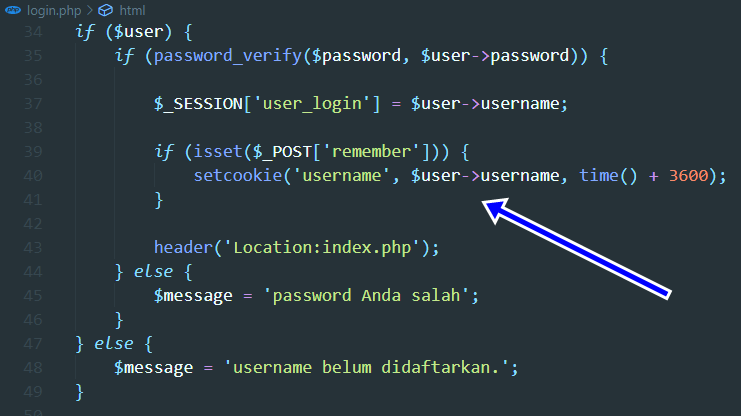 login.php > html
34 if ($user) {
35 if (password_verify($password, $user->password)) {
36
37 $_SESSION['user_login'] = $user->username;
38
39 if (isset($_POST['remember'])) {
40 setcookie('username', $user->username, time() + 3600);
41 }
42
43 header('Location:index.php');
44 } else {
45 $message = 'password Anda salah';
46 }
47 } else {
48 $message = 'username belum didaftarkan.';
49 }